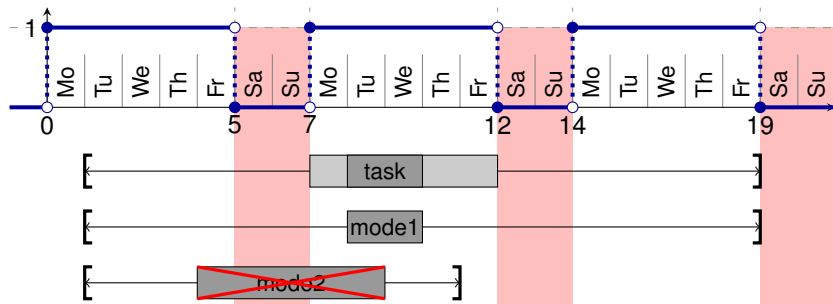 1
Mo Tu We Th Fr Sa Su Mo Tu We Th Fr Sa Su Mo Tu We Th Fr Sa Su
0 5 7 12 14 19
task
mode1
mode2